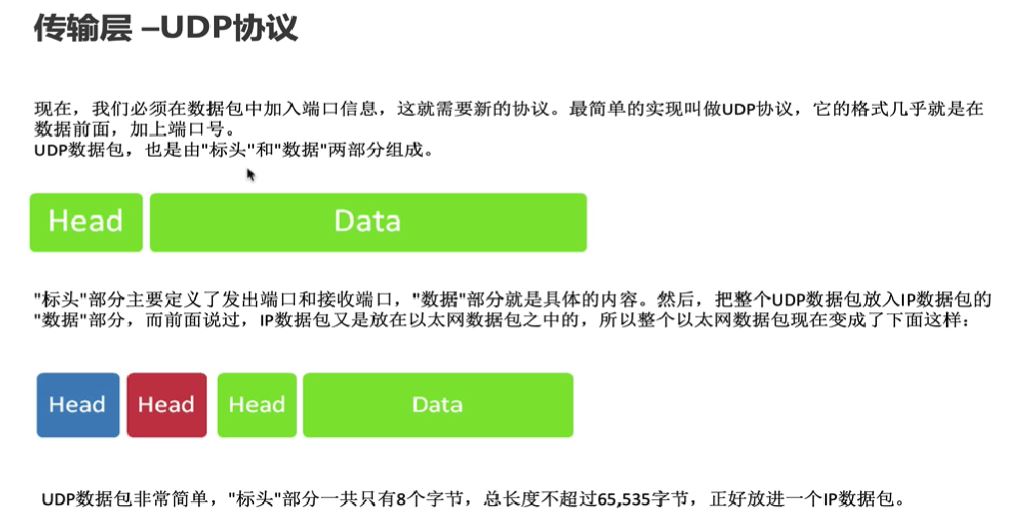 传输层 –UDP协议
现在，我们必须在数据包中加入端口信息，这就需要新的协议。最简单的实现叫做UDP协议，它的格式几乎就是在
数据前面，加上端口号。
UDP数据包，也是由"标头"和"数据"两部分组成。
Head Data
"标头"部分主要定义了发出端口和接收端口，"数据"部分就是具体的内容。然后，把整个UDP数据包放入IP数据包的
"数据"部分，而前面说过，IP数据包又是放在以太网数据包之中的，所以整个以太网数据包现在变成了下面这样：
Head Head Head Data
UDP数据包非常简单，"标头"部分一共只有8个字节，总长度不超过65,535字节，正好放进一个IP数据包。